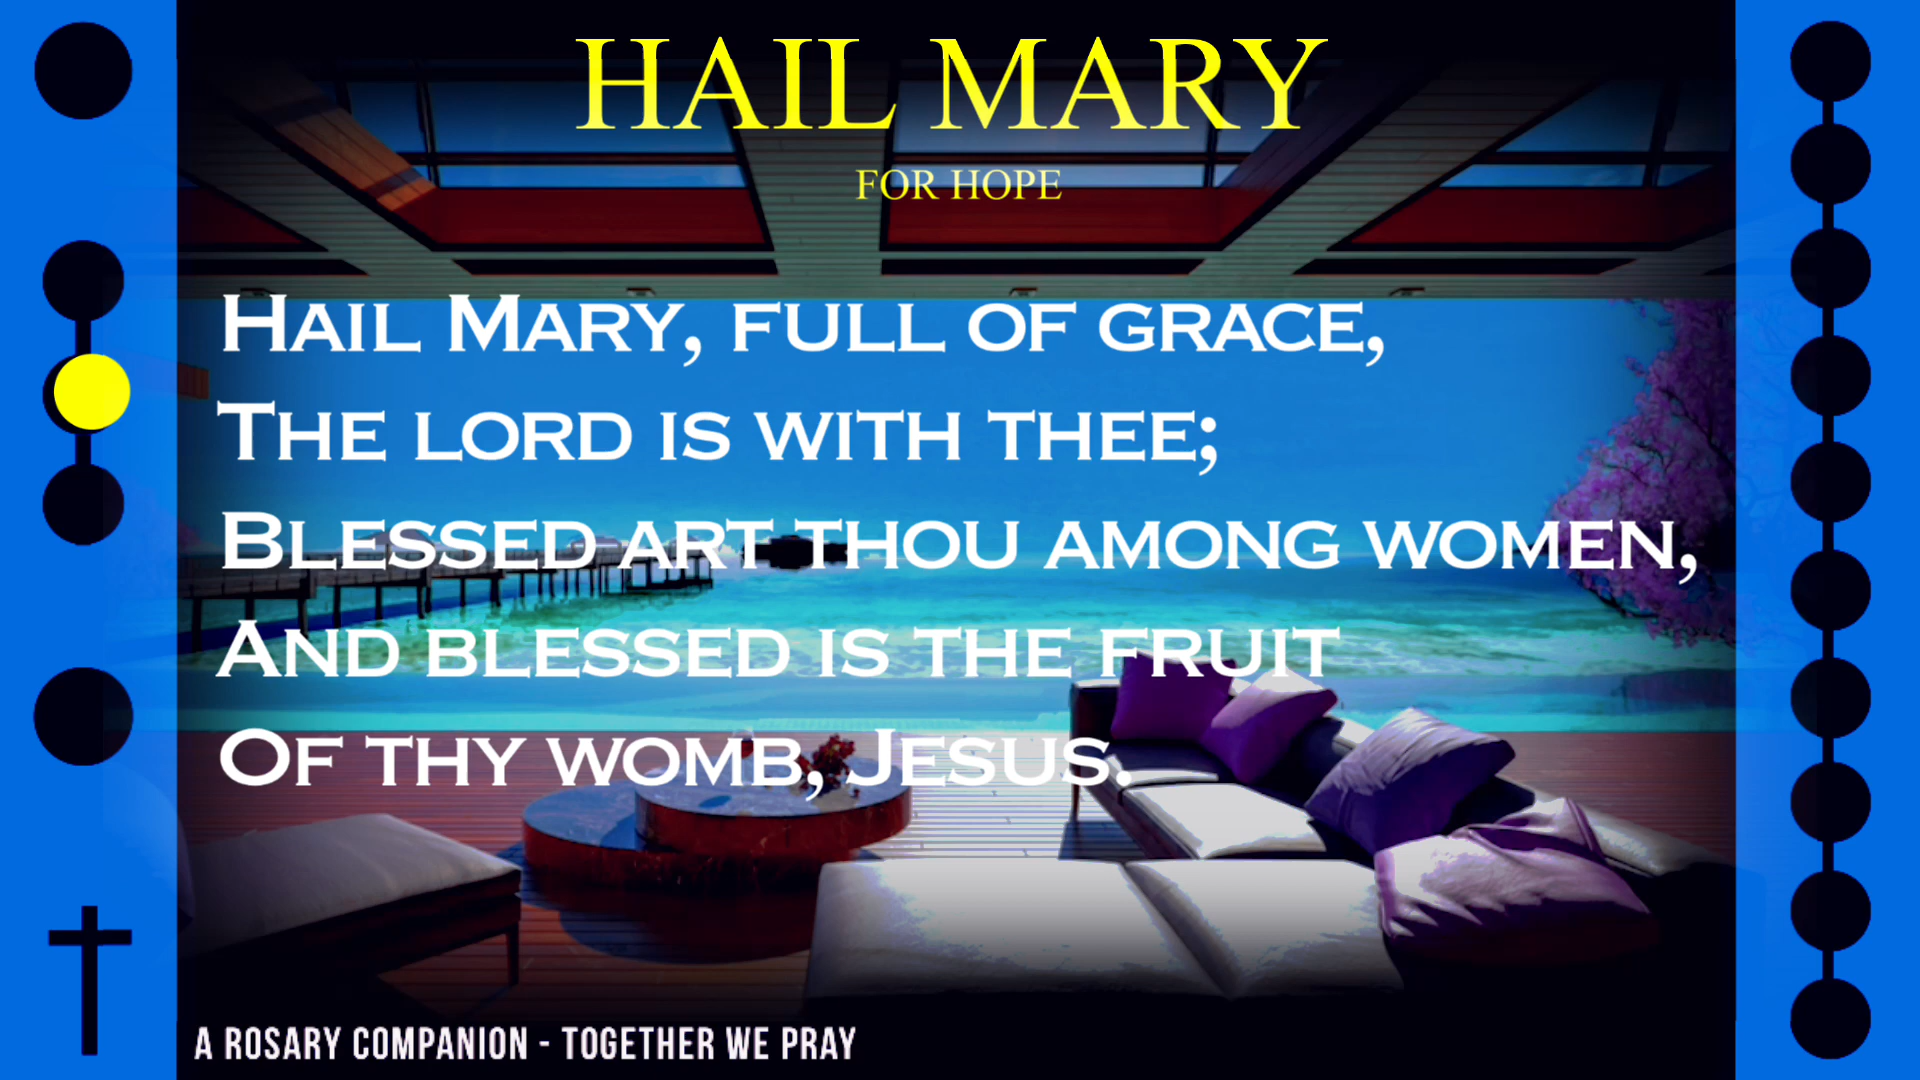 HAIL MARY
FOR HOPE
Hail Mary, full of grace,
The lord is with thee;
Blessed art thou among women,
And blessed is the fruit
Of thy womb, Jesus.
A ROSARY COMPANION - TOGETHER WE PRAY